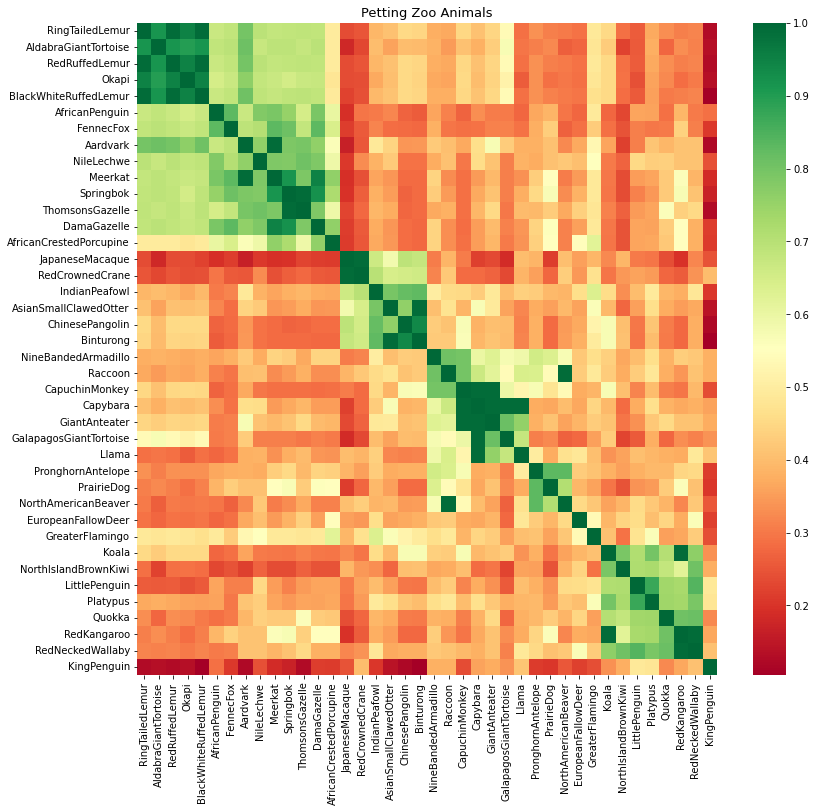 Petting Zoo Animals
RingTailedLemur
AldabraGiantTortoise
RedRuffedLemur
Okapi
BlackWhiteRuffedLemur
AfricanPenguin
FennecFox
Aardvark
NileLechwe
Meerkat
Springbok
ThomsonsGazelle
DamaGazelle
AfricanCrestedPorcupine
JapaneseMacaque
RedCrownedCrane
IndianPeafowl
AsianSmallClawedOtter
ChinesePangolin
Binturong
NineBandedArmadillo
Raccoon
CapuchinMonkey
Capybara
GiantAnteater
GalapagosGiantTortoise
Llama
PronghornAntelope
PrairieDog
NorthAmericanBeaver
EuropeanFallowDeer
GreaterFlamingo
Koala
NorthIslandBrownKiwi
LittlePenguin
Platypus
Quokka
RedKangaroo
RedNeckedWallaby
KingPenguin
RingTailedLemur
AldabraGiantTortoise
RedRuffedLemur
Okapi
BlackWhiteRuffedLemur
AfricanPenguin
FennecFox
Aardvark
NileLechwe
Meerkat
Springbok
ThomsonsGazelle
DamaGazelle
AfricanCrestedPorcupine
JapaneseMacaque
RedCrownedCrane
IndianPeafowl
AsianSmallClawedOtter
ChinesePangolin
Binturong
NineBandedArmadillo
Raccoon
CapuchinMonkey
Capybara
GiantAnteater
GalapagosGiantTortoise
Llama
PronghornAntelope
PrairieDog
NorthAmericanBeaver
EuropeanFallowDeer
GreaterFlamingo
Koala
NorthIslandBrownKiwi
LittlePenguin
Platypus
Quokka
RedKangaroo
RedNeckedWallaby
KingPenguin
1.0
0.9
0.8
0.7
0.6
0.5
0.4
0.3
0.2